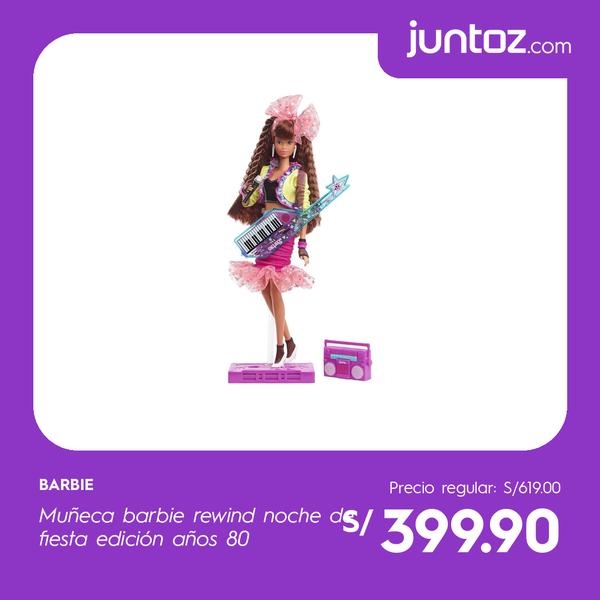 juntoz.com
BARBIE
Muñeca barbie rewind noche de
fiesta edición años 80
Precio regular: S/619.00
S/ 399.90